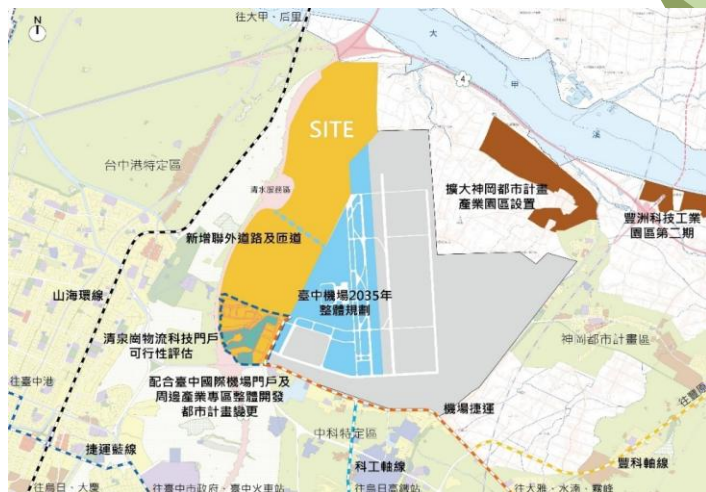 往大甲、后里
N
大
甲
溪
4
SITE
台中港特定區
清水服務區
擴大神岡都市計畫
產業園區設置
豐洲科技工業
園區第二期
新增聯外道路及匝道
山海環線
臺中機場2035年
整體規劃
清泉崗物流科技門戶
可行性評估
神岡都市計畫區
往臺中港
配合臺中國際機場門戶及
周邊產業專區整體開發
都市計畫變更
機場捷運
往豐原
中科特定區
捷運藍線
科工軸線
豐科軸線
往烏日、大慶
往臺中市政府、臺中火車站
往烏日高鐵站
往大雅、水湳、霧峰